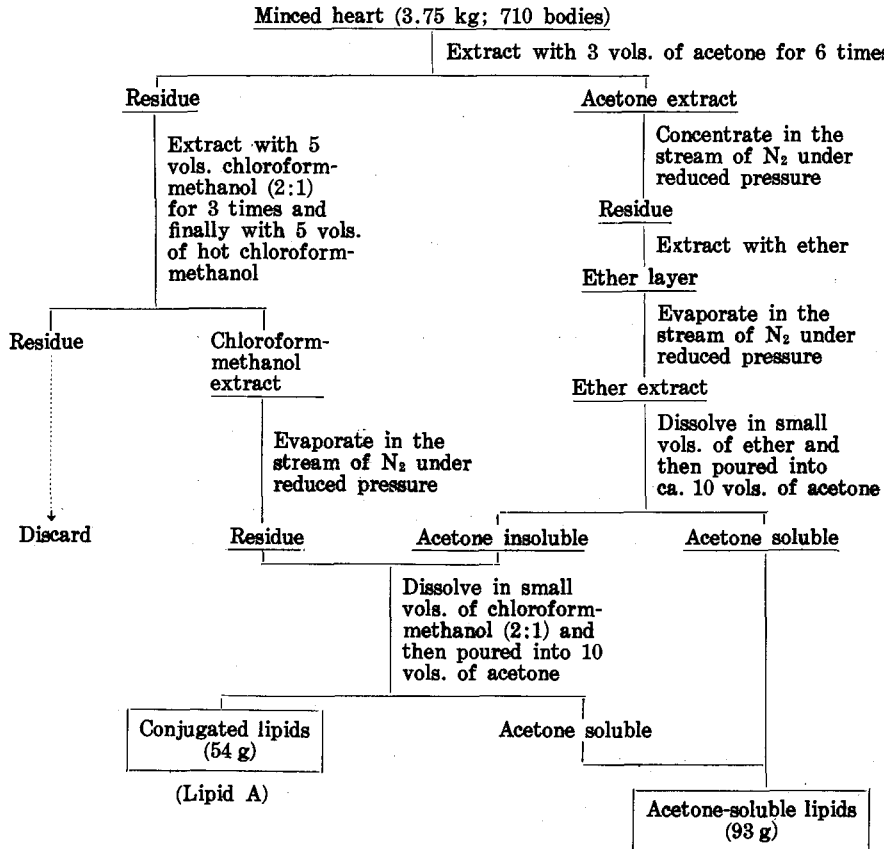 Minced heart (3.75 kg; 710 bodies)
Extract with 3 vols. of acetone for 6 times
Residue
Acetone extract
Extract with 5
vols. chloroform-
methanol (2:1)
for 3 times and
finally with 5 vols.
of hot chloroform-
methanol
Concentrate in the
stream of N₂ under
reduced pressure
Residue
Extract with ether
Ether layer
Evaporate in the
stream of N₂ under
reduced pressure
Ether extract
Residue
Chloroform-
methanol
extract
Dissolve in small
vols. of ether and
then poured into
ca. 10 vols. of acetone
Evaporate in the
stream of N₂ under
reduced pressure
Discard
Residue
Acetone insoluble
Acetone soluble
Dissolve in small
vols. of chloroform-
methanol (2:1) and
then poured into 10
vols. of acetone
Conjugated lipids
(54 g)
(Lipid A)
Acetone soluble
Acetone-soluble lipids
(93 g)